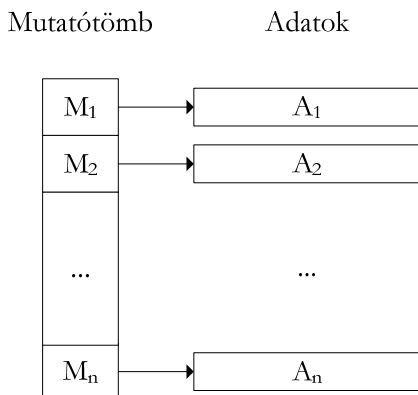 Mutatótömb Adatok
M₁ A₁
M₂ A₂
... ...
Mₙ Aₙ